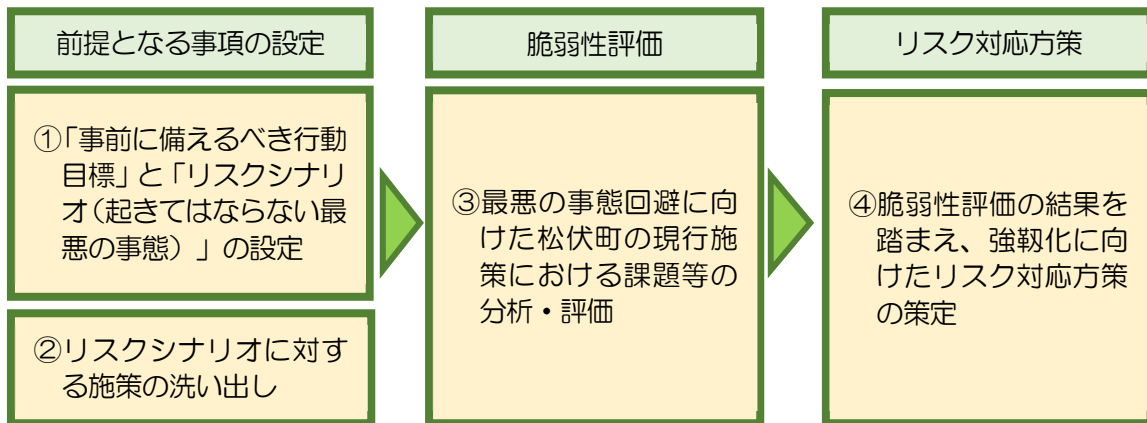 前提となる事項の設定
①「事前に備えるべき行動
目標」と「リスクシナリ
オ（起きてはならない最
悪の事態）」の設定
②リスクシナリオに対す
る施策の洗い出し
脆弱性評価
③最悪の事態回避に向
けた松伏町の現行施
策における課題等の
分析・評価
リスク対応方策
④脆弱性評価の結果を
踏まえ、強靱化に向
けたリスク対応方策
の策定